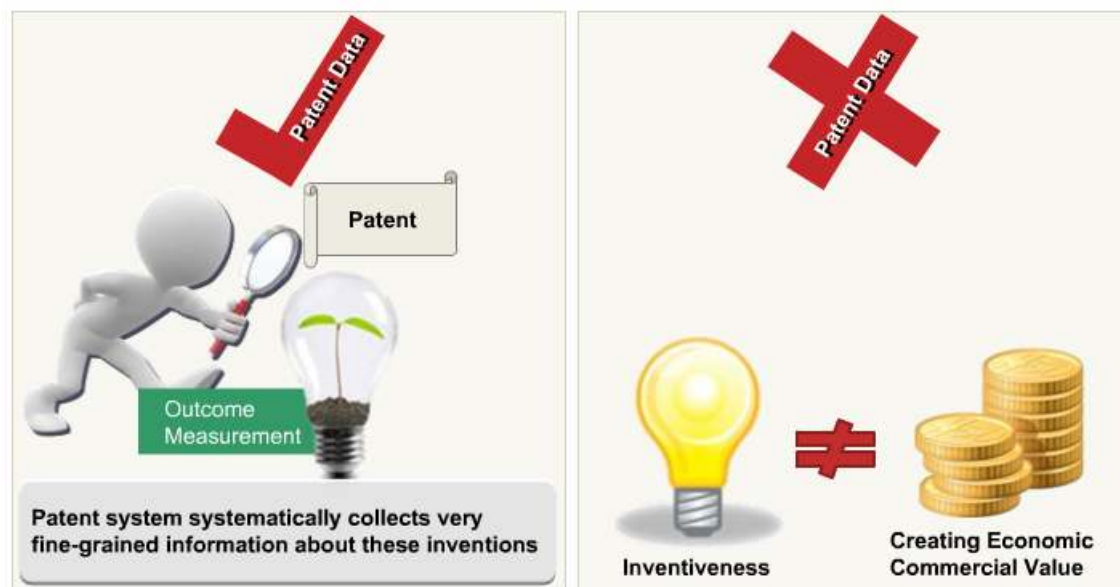 Patent Data
Patent
Outcome
Measurement
Patent system systematically collects very
fine-grained information about these inventions
Patent Data
Inventiveness
Creating Economic
Commercial Value